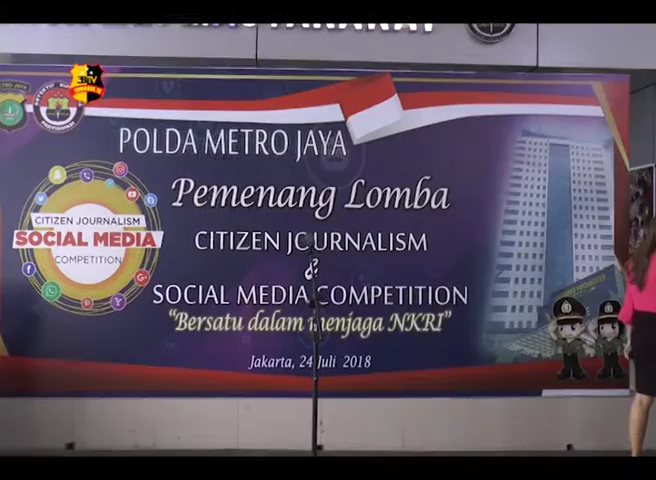 POLDA METRO JAYA
Pemenang Lomba
CITIZEN JOURNALISM
&
SOCIAL MEDIA COMPETITION
"Bersatu dalam menjaga NKRI"
Jakarta, 24 Juli 2018
CITIZEN JOURNALISM
SOCIAL MEDIA
COMPETITION